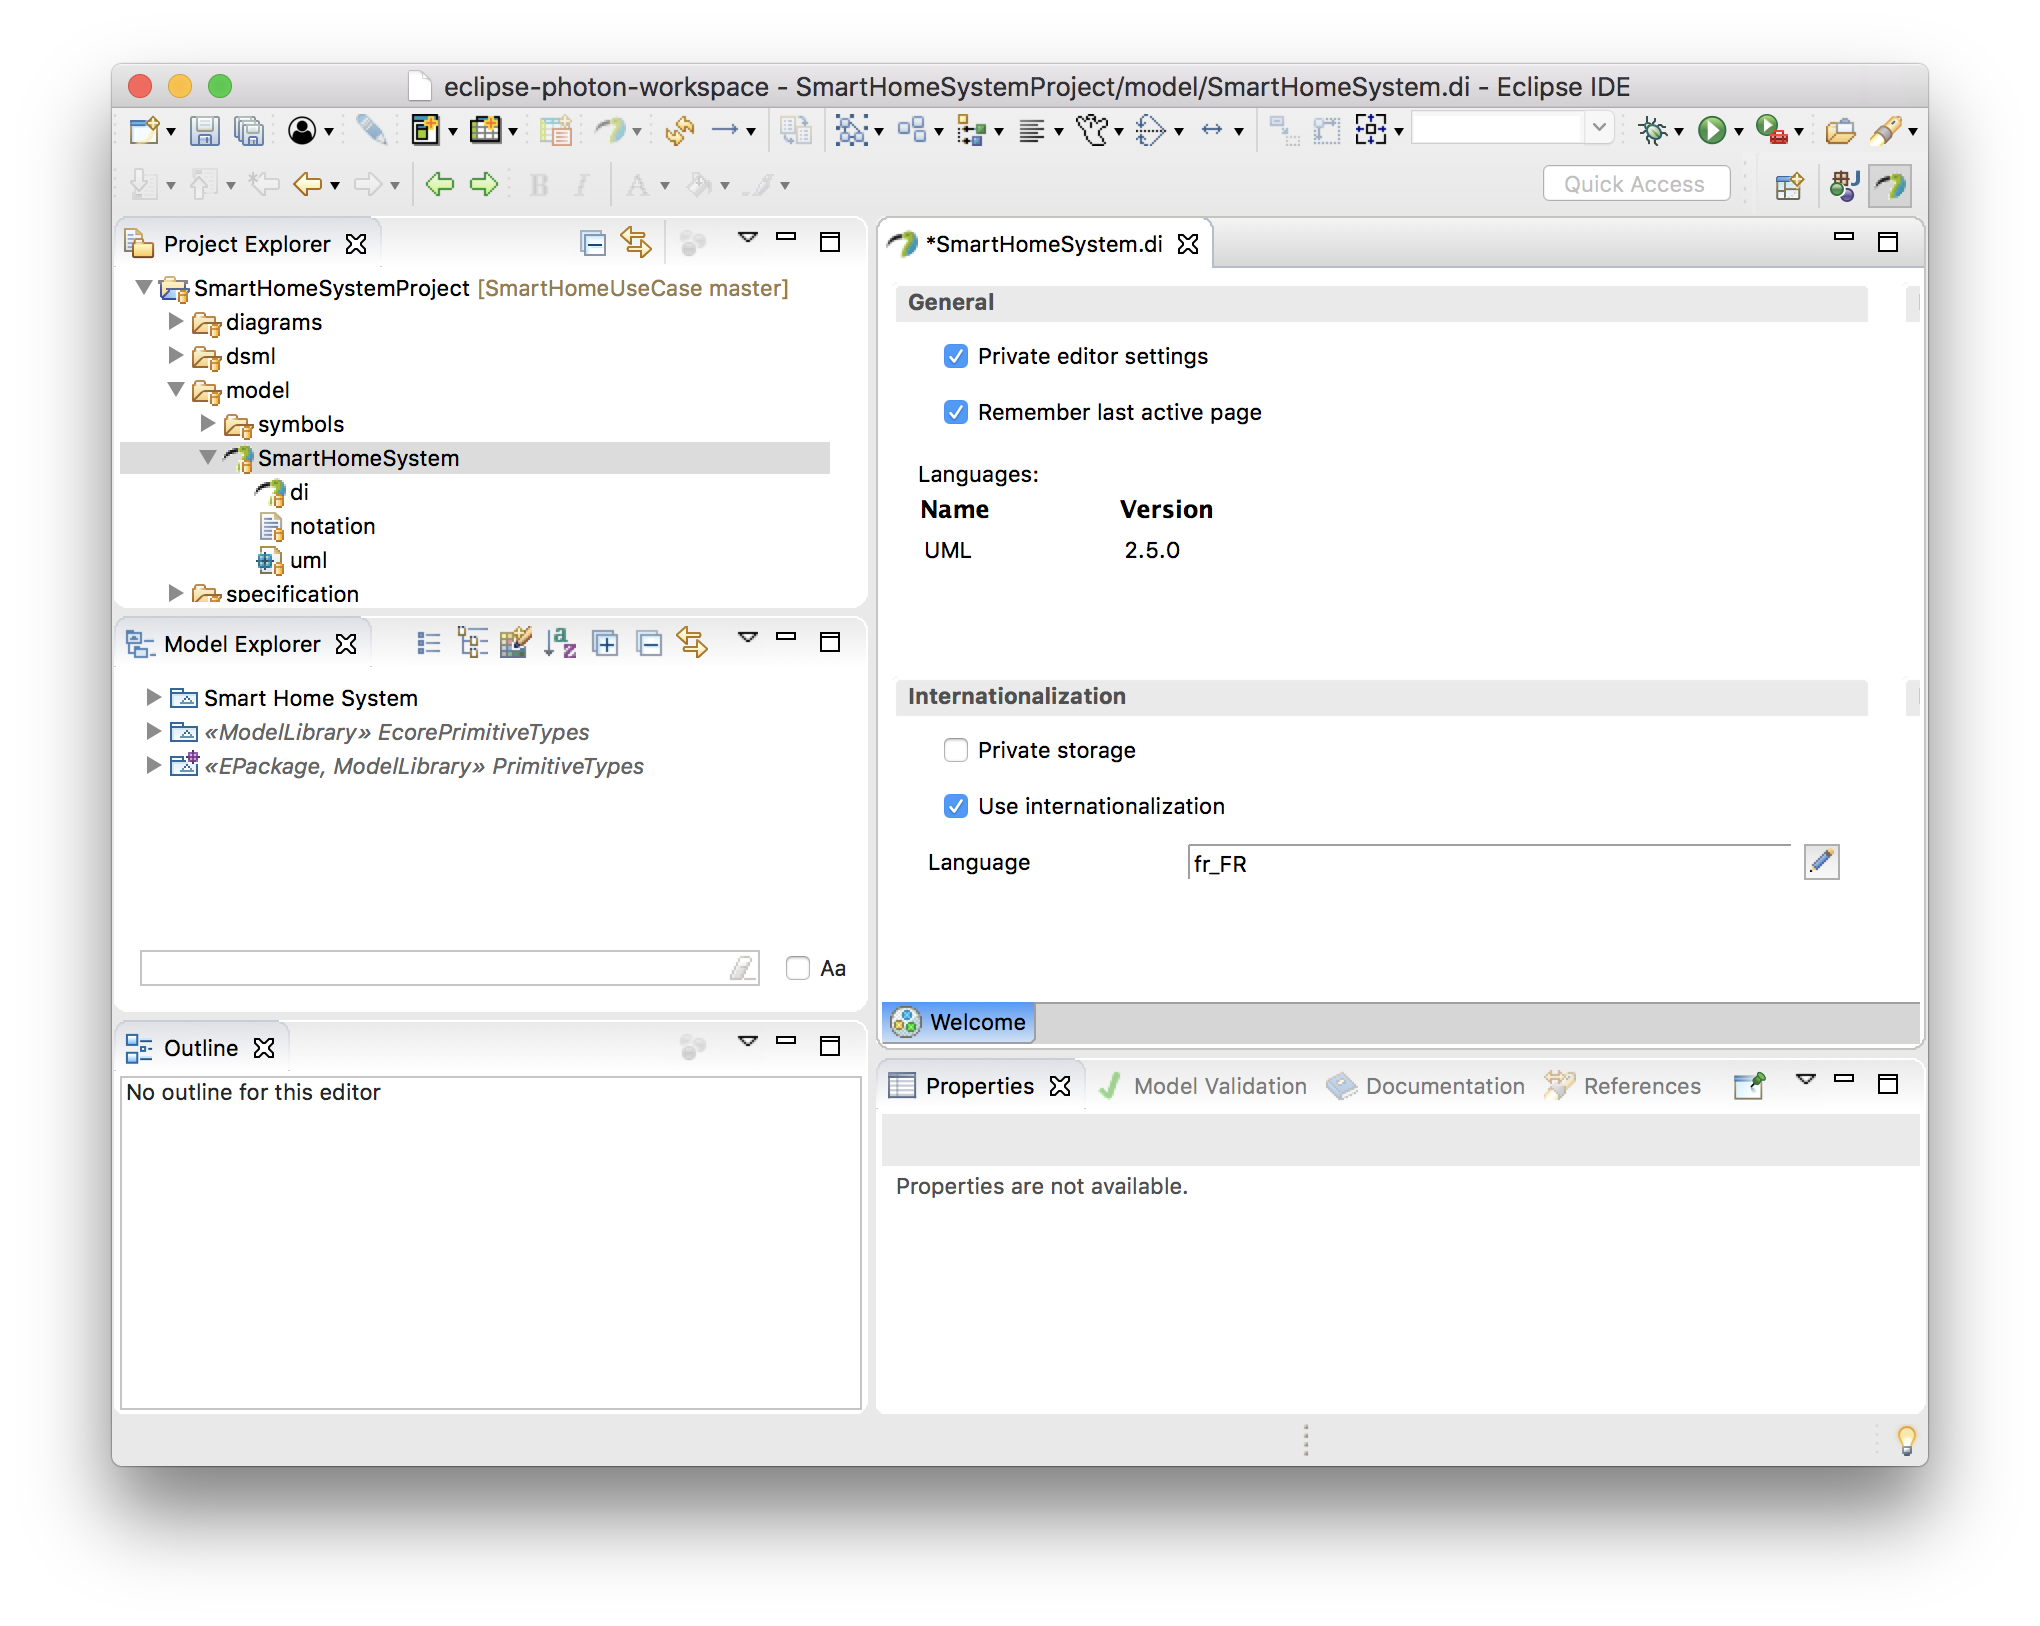 eclipse-photon-workspace - SmartHomeSystemProject/model/SmartHomeSystem.di - Eclipse IDE
B I A
Quick Access
Project Explorer
SmartHomeSystemProject [SmartHomeUseCase master]
diagrams
dsml
model
symbols
SmartHomeSystem
di
notation
uml
specification
Model Explorer
Smart Home System
«ModelLibrary» EcorePrimitiveTypes
«EPackage, ModelLibrary» PrimitiveTypes
Aa
Outline
No outline for this editor
*SmartHomeSystem.di
General
Private editor settings
Remember last active page
Languages:
Name Version
UML 2.5.0
Internationalization
Private storage
Use internationalization
Language fr_FR
Welcome
Properties Model Validation Documentation References
Properties are not available.